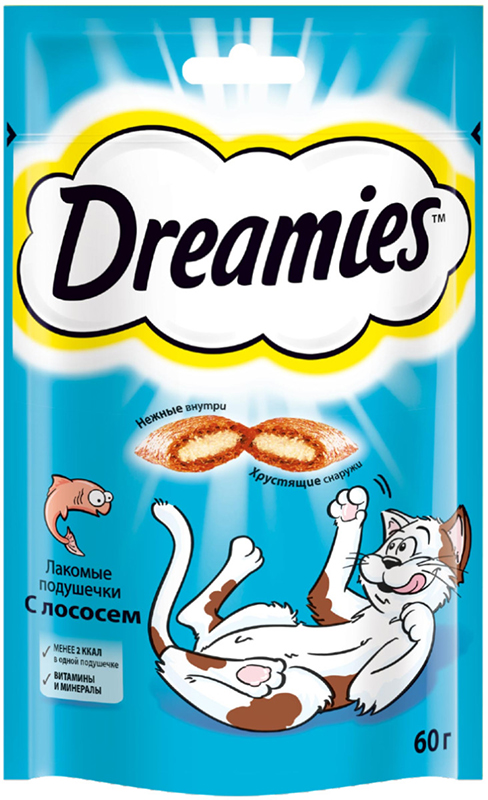 Dreamies™
Нежные внутри
Хрустящие снаружи
Лакомые
подушечки
С лососем
✓ МЕНЕЕ 2 ККАЛ
в одной подушечке
✓ ВИТАМИНЫ
И МИНЕРАЛЫ
60 г